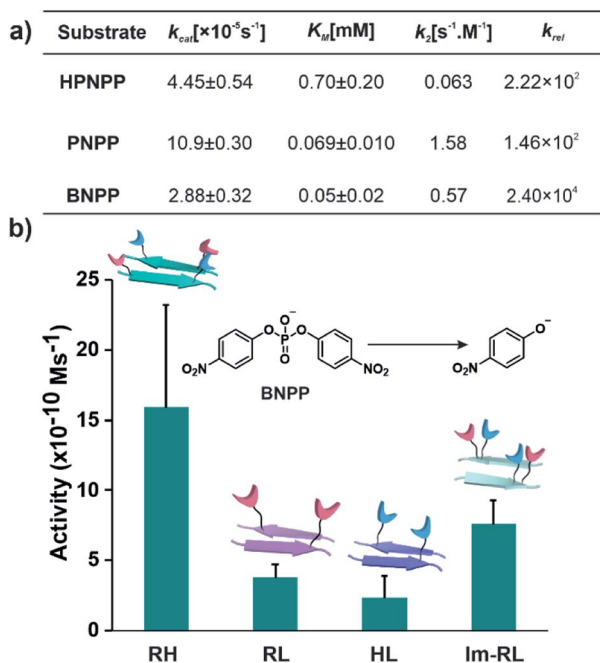 a) Substrate kcat[×10-5s-1] KM[mM] k2[s-1.M-1] krel
HPNPP 4.45±0.54 0.70±0.20 0.063 2.22×10²
PNPP 10.9±0.30 0.069±0.010 1.58 1.46×10²
BNPP 2.88±0.32 0.05±0.02 0.57 2.40×10⁴
b)
Activity (x10-10 Ms-1)
25
20
15
10
5
0
O⁻
O P O
O
O₂N NO₂
BNPP
O⁻
O₂N
RH RL HL Im-RL